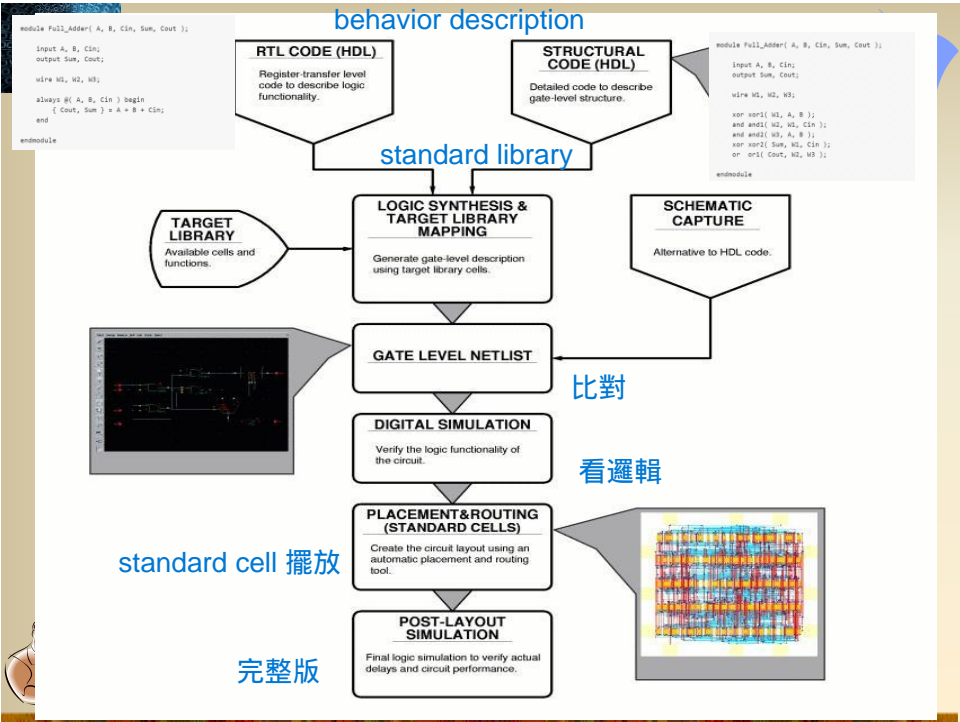 behavior description
module Full_Adder( A, B, Cin, Sum, Cout );
input A, B, Cin;
output Sum, Cout;
wire W1, W2, W3;
always @( A, B, Cin ) begin
{ Cout, Sum } = A + B + Cin;
end
endmodule
RTL CODE (HDL)
Register-transfer level
code to describe logic
functionality.
STRUCTURAL
CODE (HDL)
Detailed code to describe
gate-level structure.
module Full_Adder( A, B, Cin, Sum, Cout );
input A, B, Cin;
output Sum, Cout;
wire W1, W2, W3;
xor xor1( W1, A, B );
and and1( W2, W1, Cin );
and and2( W3, A, B );
xor xor2( Sum, W1, Cin );
or or1( Cout, W2, W3 );
endmodule
standard library
TARGET
LIBRARY
Available cells and
functions.
LOGIC SYNTHESIS &
TARGET LIBRARY
MAPPING
Generate gate-level description
using target library cells.
SCHEMATIC
CAPTURE
Alternative to HDL code.
GATE LEVEL NETLIST
比對
DIGITAL SIMULATION
Verify the logic functionality of
the circuit.
看邏輯
PLACEMENT&ROUTING
(STANDARD CELLS)
Create the circuit layout using an
automatic placement and routing
tool.
standard cell 擺放
POST-LAYOUT
SIMULATION
Final logic simulation to verify actual
delays and circuit performance.
完整版